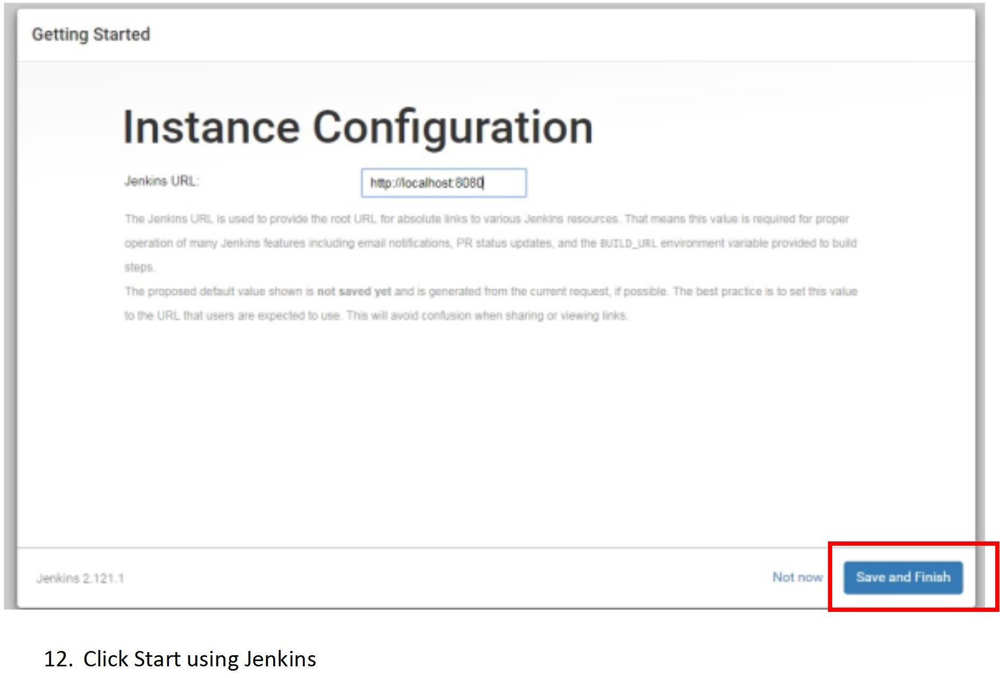 Getting Started
Instance Configuration
Jenkins URL: http://localhost:8080
The Jenkins URL is used to provide the root URL for absolute links to various Jenkins resources. That means this value is required for proper
operation of many Jenkins features including email notifications, PR status updates, and the BUILD_URL environment variable provided to build
steps.
The proposed default value shown is not saved yet and is generated from the current request, if possible. The best practice is to set this value
to the URL that users are expected to use. This will avoid confusion when sharing or viewing links.
Jenkins 2.121.1 Not now Save and Finish
12. Click Start using Jenkins